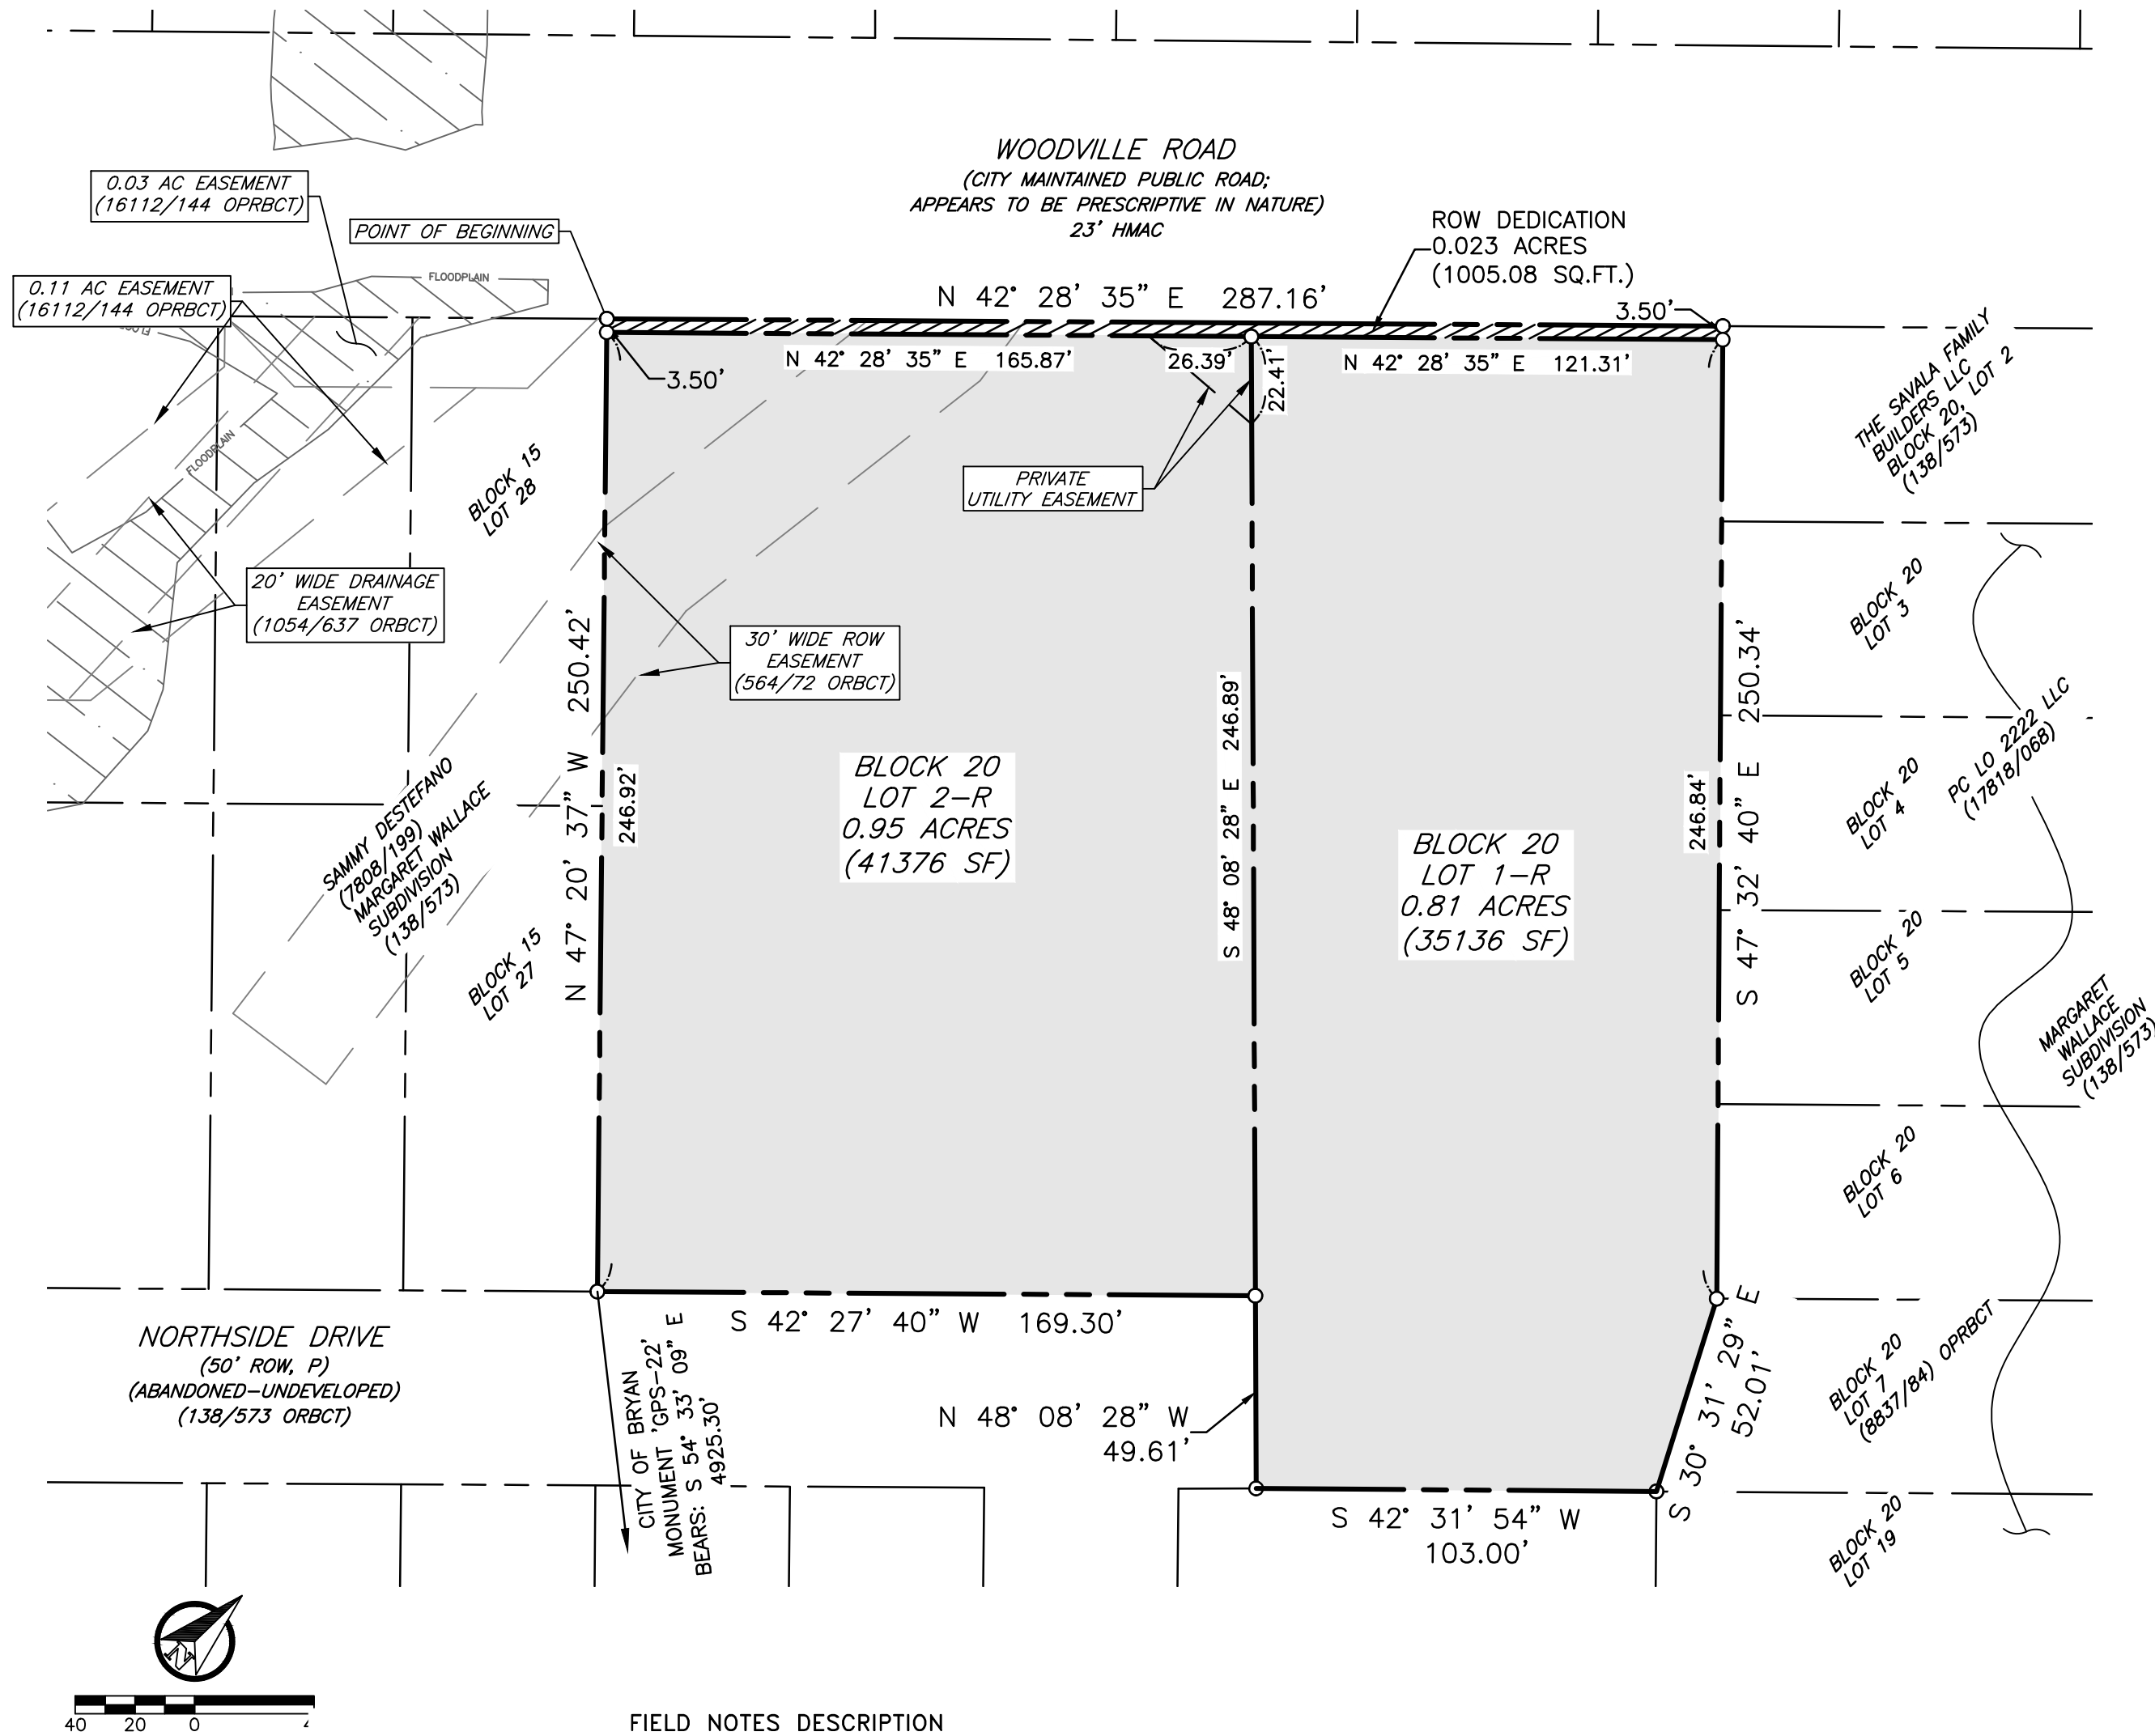 WOODVILLE ROAD
(CITY MAINTAINED PUBLIC ROAD;
APPEARS TO BE PRESCRIPTIVE IN NATURE)
23' HMAC
0.03 AC EASEMENT
(16112/144 OPRBCT)
POINT OF BEGINNING
ROW DEDICATION
0.023 ACRES
(1005.08 SQ.FT.)
0.11 AC EASEMENT
(16112/144 OPRBCT)
FLOODPLAIN
N 42° 28' 35" E 287.16'
3.50'
N 42° 28' 35" E 165.87'
26.39'
22.41'
N 42° 28' 35" E 121.31'
3.50'
THE SAVALA FAMILY
BUILDERS LLC
BLOCK 20, LOT 2
(138/573)
FLOODPLAIN
BLOCK 15
LOT 28
PRIVATE
UTILITY EASEMENT
20' WIDE DRAINAGE
EASEMENT
(1054/637 ORBCT)
30' WIDE ROW
EASEMENT
(564/72 ORBCT)
BLOCK 20
LOT 3
N 47° 20' 37" W 250.42'
246.92'
S 48° 08' 28" E 246.89'
246.84'
S 47° 32' 40" E 250.34'
PC LO 2222 LLC
(17818/068)
BLOCK 20
LOT 2-R
0.95 ACRES
(41376 SF)
BLOCK 20
LOT 1-R
0.81 ACRES
(35136 SF)
BLOCK 20
LOT 4
SAMMY DESTEFANO
(7808/199)
MARGARET WALLACE
SUBDIVISION
(138/573)
BLOCK 15
LOT 27
BLOCK 20
LOT 5
MARGARET
WALLACE
SUBDIVISION
(138/573)
BLOCK 20
LOT 6
NORTHSIDE DRIVE
(50' ROW, P)
(ABANDONED-UNDEVELOPED)
(138/573 ORBCT)
S 42° 27' 40" W 169.30'
CITY OF BRYAN
MONUMENT 'GPS-22'
BEARS: S 54° 33' 09" E
4925.30'
N 48° 08' 28" W
49.61'
S 30° 31' 29" E
52.01'
BLOCK 20
LOT 7
(8837/84) OPRBCT
S 42° 31' 54" W
103.00'
BLOCK 20
LOT 19
N
40 20 0
FIELD NOTES DESCRIPTION